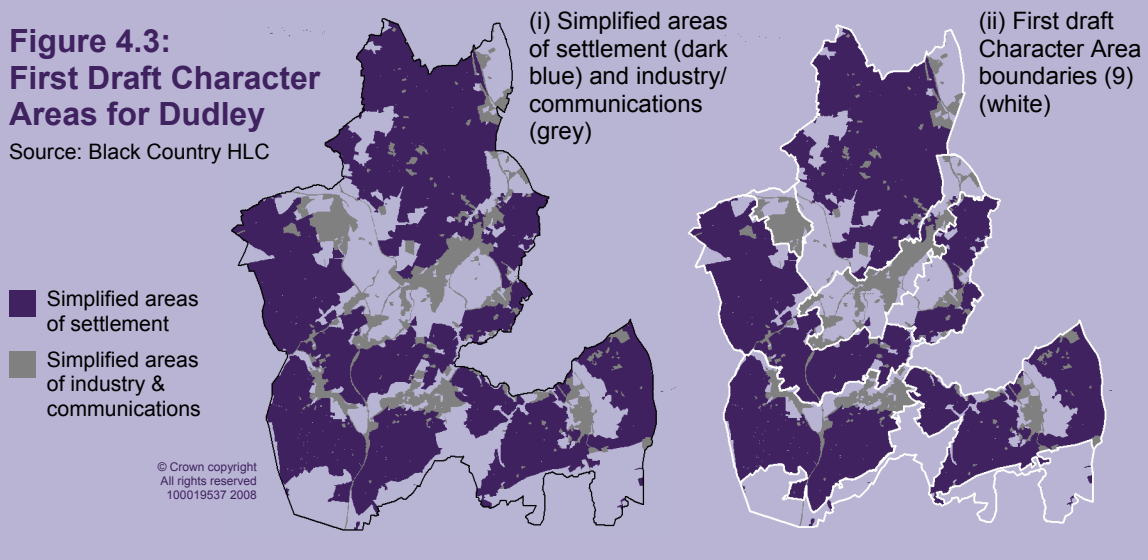 Figure 4.3:
First Draft Character
Areas for Dudley
Source: Black Country HLC
(i) Simplified areas
of settlement (dark
blue) and industry/
communications
(grey)
(ii) First draft
Character Area
boundaries (9)
(white)
Simplified areas
of settlement
Simplified areas
of industry &
communications
© Crown copyright
All rights reserved
100019537 2008